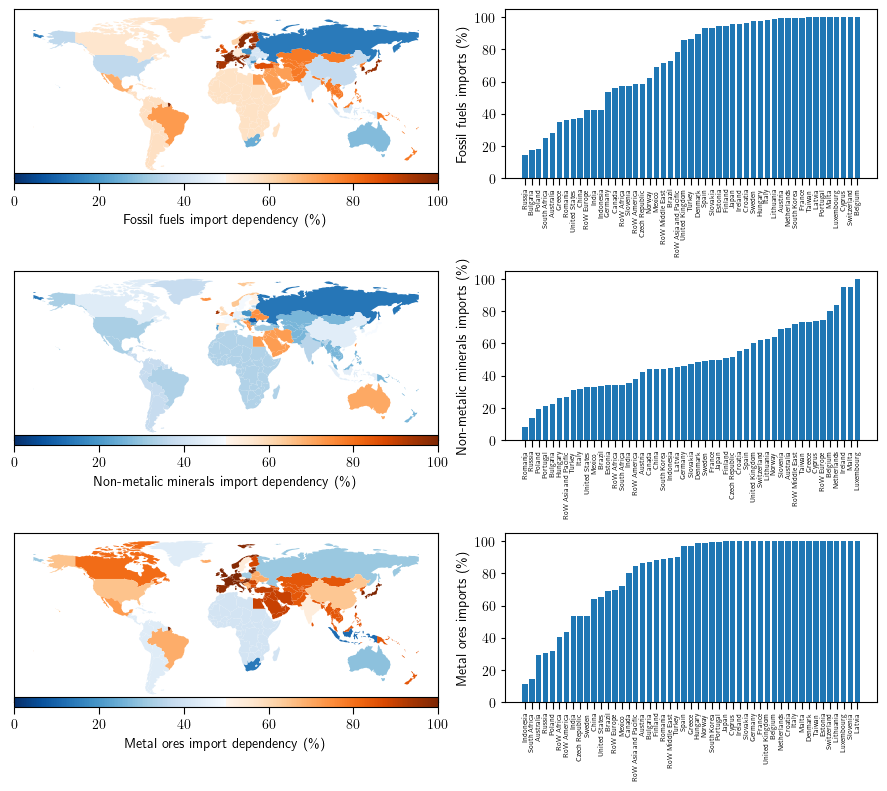 0 20 40 60 80 100
Fossil fuels import dependency (%)
Fossil fuels imports (%)
100
80
60
40
20
0
Russia
Bulgaria
Poland
South Africa
Australia
Greece
Romania
United States
China
RoW Europe
India
Indonesia
Germany
Canada
RoW Africa
Slovenia
RoW America
Czech Republic
Norway
Mexico
RoW Middle East
Brazil
RoW Asia and Pacific
United Kingdom
Turkey
Denmark
Spain
Slovakia
Estonia
Finland
Japan
Ireland
Croatia
Sweden
Hungary
Italy
Lithuania
Austria
Netherlands
South Korea
France
Taiwan
Latvia
Portugal
Malta
Luxembourg
Cyprus
Switzerland
Belgium
0 20 40 60 80 100
Non-metalic minerals import dependency (%)
Non-metalic minerals imports (%)
100
80
60
40
20
0
Romania
Russia
Poland
Portugal
Bulgaria
Hungary
RoW Asia and Pacific
Turkey
Italy
United States
Mexico
Brazil
Estonia
RoW Africa
South Africa
India
RoW America
Austria
Canada
China
South Korea
Indonesia
Latvia
Germany
Slovakia
Denmark
Sweden
France
Japan
Finland
Czech Republic
Croatia
Spain
United Kingdom
Switzerland
Lithuania
Norway
Slovenia
Australia
RoW Middle East
Taiwan
Greece
Cyprus
RoW Europe
Belgium
Netherlands
Ireland
Malta
Luxembourg
0 20 40 60 80 100
Metal ores import dependency (%)
Metal ores imports (%)
100
80
60
40
20
0
Indonesia
South Africa
Australia
Russia
Poland
RoW Africa
RoW America
India
Czech Republic
Sweden
China
United States
Brazil
RoW Europe
Mexico
Canada
RoW Asia and Pacific
Austria
Bulgaria
Finland
Romania
RoW Middle East
Turkey
Spain
Greece
Hungary
Norway
South Korea
Portugal
Japan
Cyprus
Ireland
Slovakia
Germany
France
United Kingdom
Belgium
Netherlands
Croatia
Italy
Malta
Denmark
Taiwan
Estonia
Switzerland
Lithuania
Luxembourg
Slovenia
Latvia